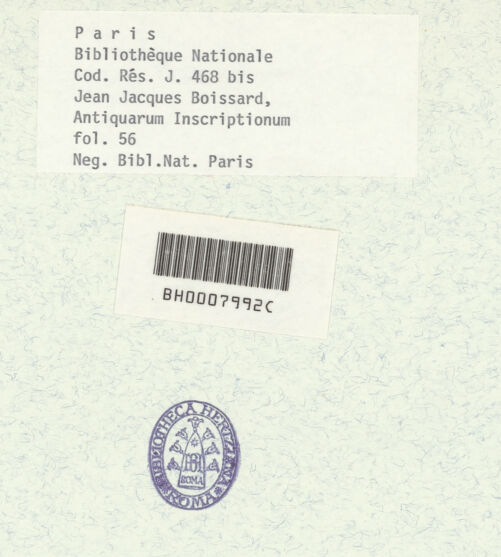 P a r i s
Bibliothèque Nationale
Cod. Rés. J. 468 bis
Jean Jacques Boissard,
Antiquarum Inscriptionum
fol. 56
Neg. Bibl.Nat. Paris
BH0007992C
BIBLIOTHECA HERTZIANA
ROMA
ROMA